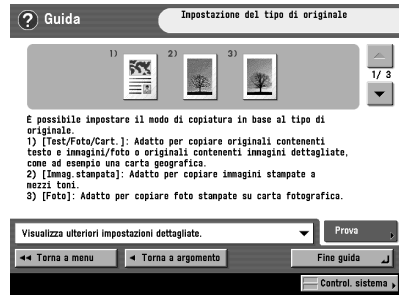 ? Guida
Impostazione del tipo di originale
1) 2) 3)
1/ 3
È possibile impostare il modo di copiatura in base al tipo di
originale.
1) [Test/Foto/Cart.]: Adatto per copiare originali contenenti
testo e immagini/foto o originali contenenti immagini dettagliate,
come ad esempio una carta geografica.
2) [Immag.stampata]: Adatto per copiare immagini stampate a
mezzi toni.
3) [Foto]: Adatto per copiare foto stampate su carta fotografica.
Visualizza ulteriori impostazioni dettagliate.
Prova
Torna a menu
Torna a argomento
Fine guida
Control. sistema